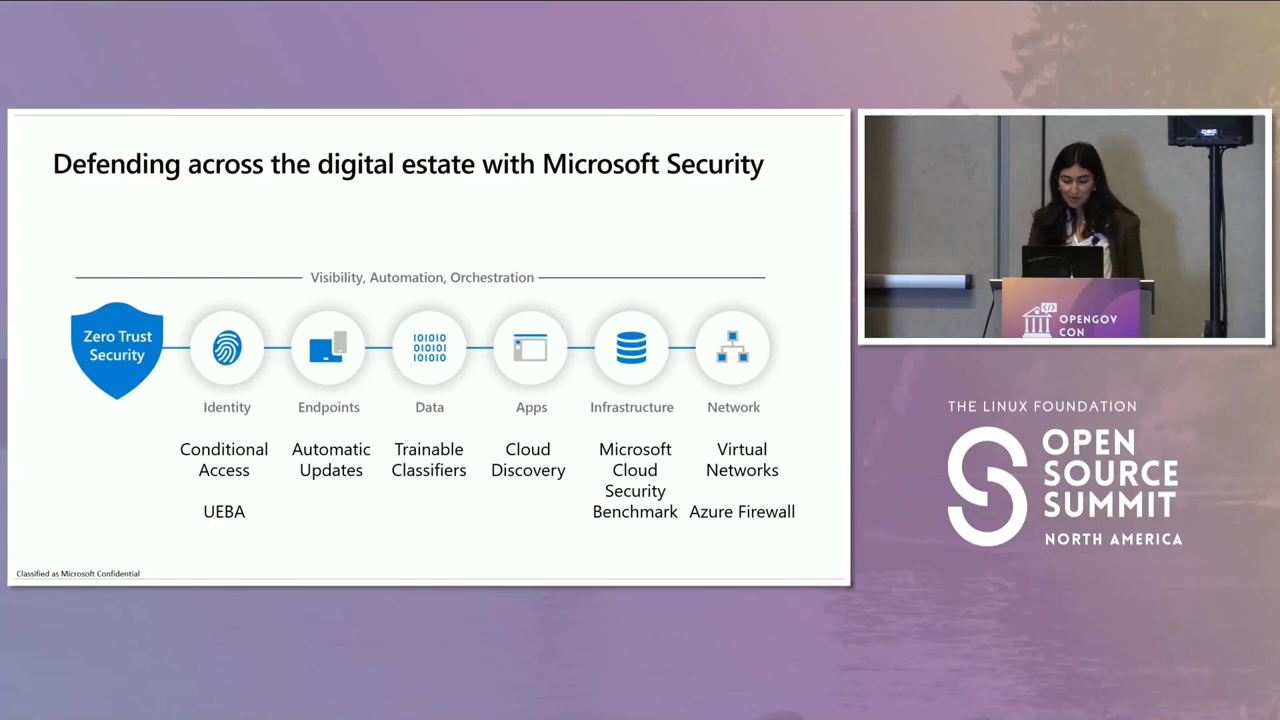 Defending across the digital estate with Microsoft Security
Visibility, Automation, Orchestration
Zero Trust
Security
Identity
Endpoints
Data
Apps
Infrastructure
Network
Conditional
Access
UEBA
Automatic
Updates
Trainable
Classifiers
Cloud
Discovery
Microsoft
Cloud
Security
Benchmark
Virtual
Networks
Azure Firewall
Classified as Microsoft Confidential
OPENGOV
CON
THE LINUX FOUNDATION
OPEN
SOURCE
SUMMIT
NORTH AMERICA